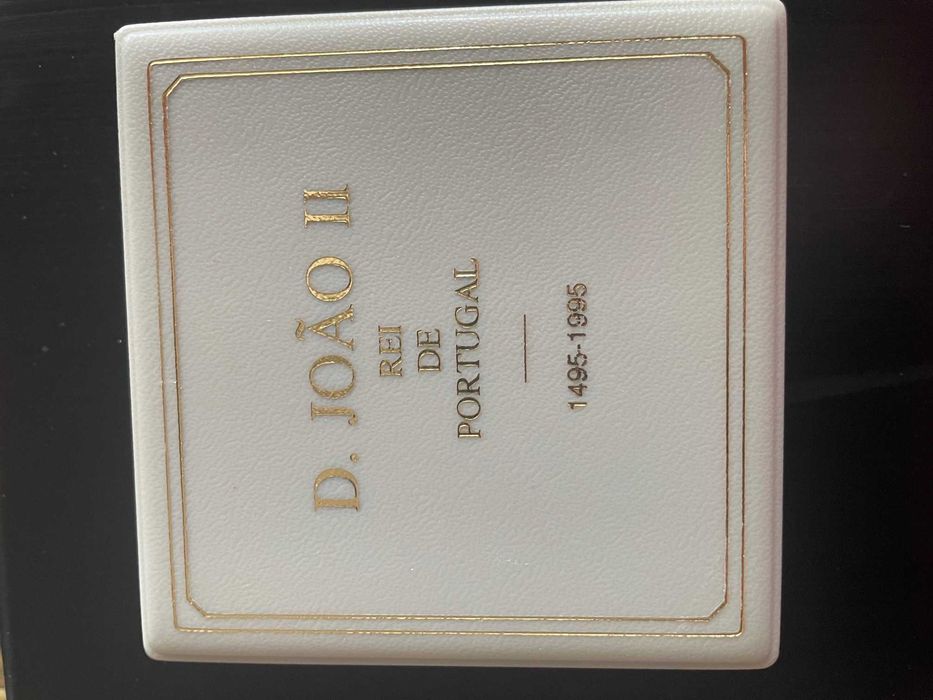 D. JOÃO II
REI
DE
PORTUGAL
1495-1995